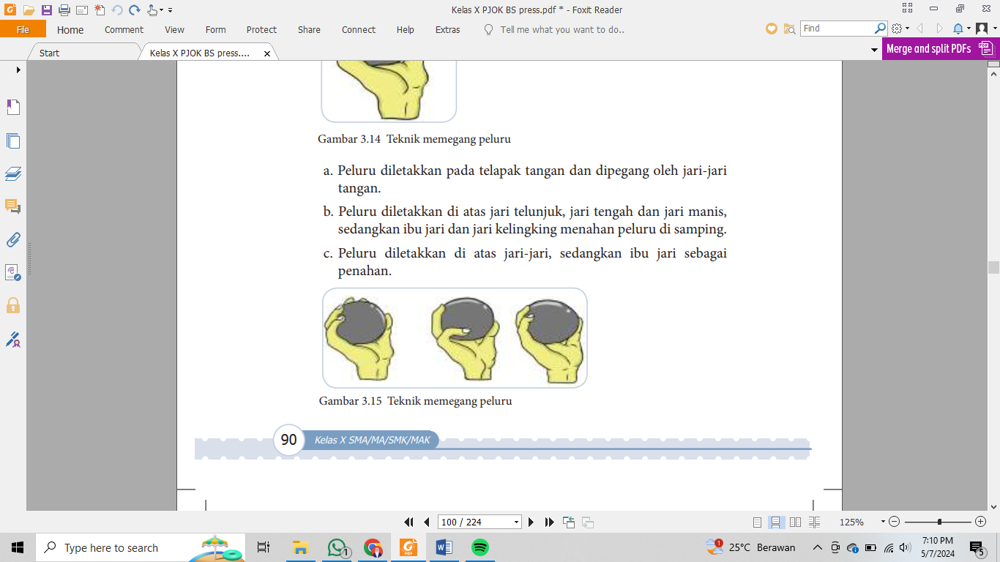 Kelas X PJOK BS press.pdf * - Foxit Reader
File Home Comment View Form Protect Share Connect Help Extras Tell me what you want to do.. Find
Start Kelas X PJOK BS press.... Merge and split PDFs
Gambar 3.14 Teknik memegang peluru
a. Peluru diletakkan pada telapak tangan dan dipegang oleh jari-jari
tangan.
b. Peluru diletakkan di atas jari telunjuk, jari tengah dan jari manis,
sedangkan ibu jari dan jari kelingking menahan peluru di samping.
c. Peluru diletakkan di atas jari-jari, sedangkan ibu jari sebagai
penahan.
Gambar 3.15 Teknik memegang peluru
90 Kelas X SMA/MA/SMK/MAK
100 / 224 125%
Type here to search 1 PDF 1 25°C Berawan 7:10 PM
5/7/2024 5